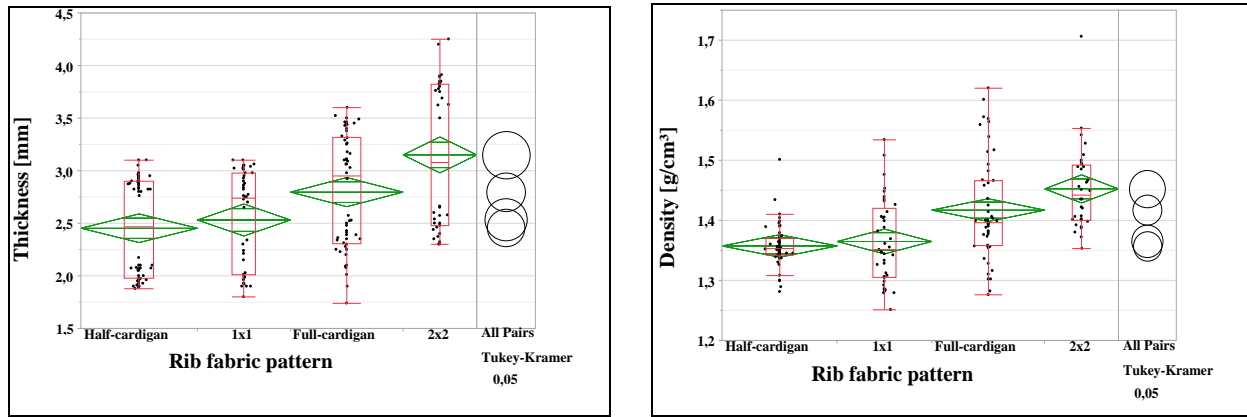 4,5
4,0
3,5
3,0
2,5
2,0
1,5
Thickness [mm]
Half-cardigan 1x1 Full-cardigan 2x2 All Pairs
Tukey-Kramer
0,05
Rib fabric pattern
1,7
1,6
1,5
1,4
1,3
1,2
Density [g/cm³]
Half-cardigan 1x1 Full-cardigan 2x2 All Pairs
Tukey-Kramer
0,05
Rib fabric pattern